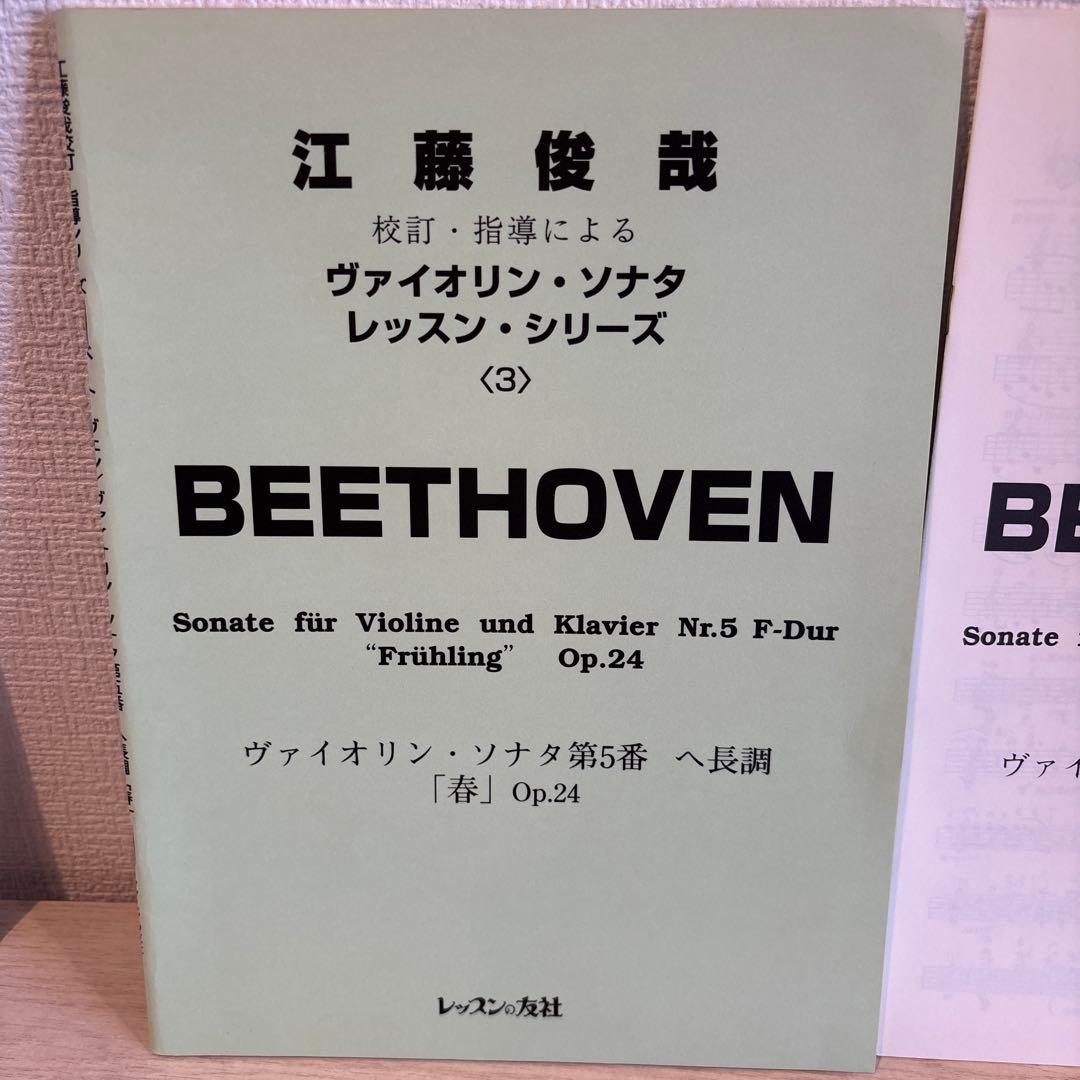 江藤俊哉
校訂・指導による
ヴァイオリン・ソナタ
レッスン・シリーズ
〈3〉
BEETHOVEN
Sonate für Violine und Klavier Nr.5 F-Dur
“Frühling” Op.24
ヴァイオリン・ソナタ第5番 ヘ長調
「春」Op.24
レッスンの友社
BE
Sonate
ヴァイ